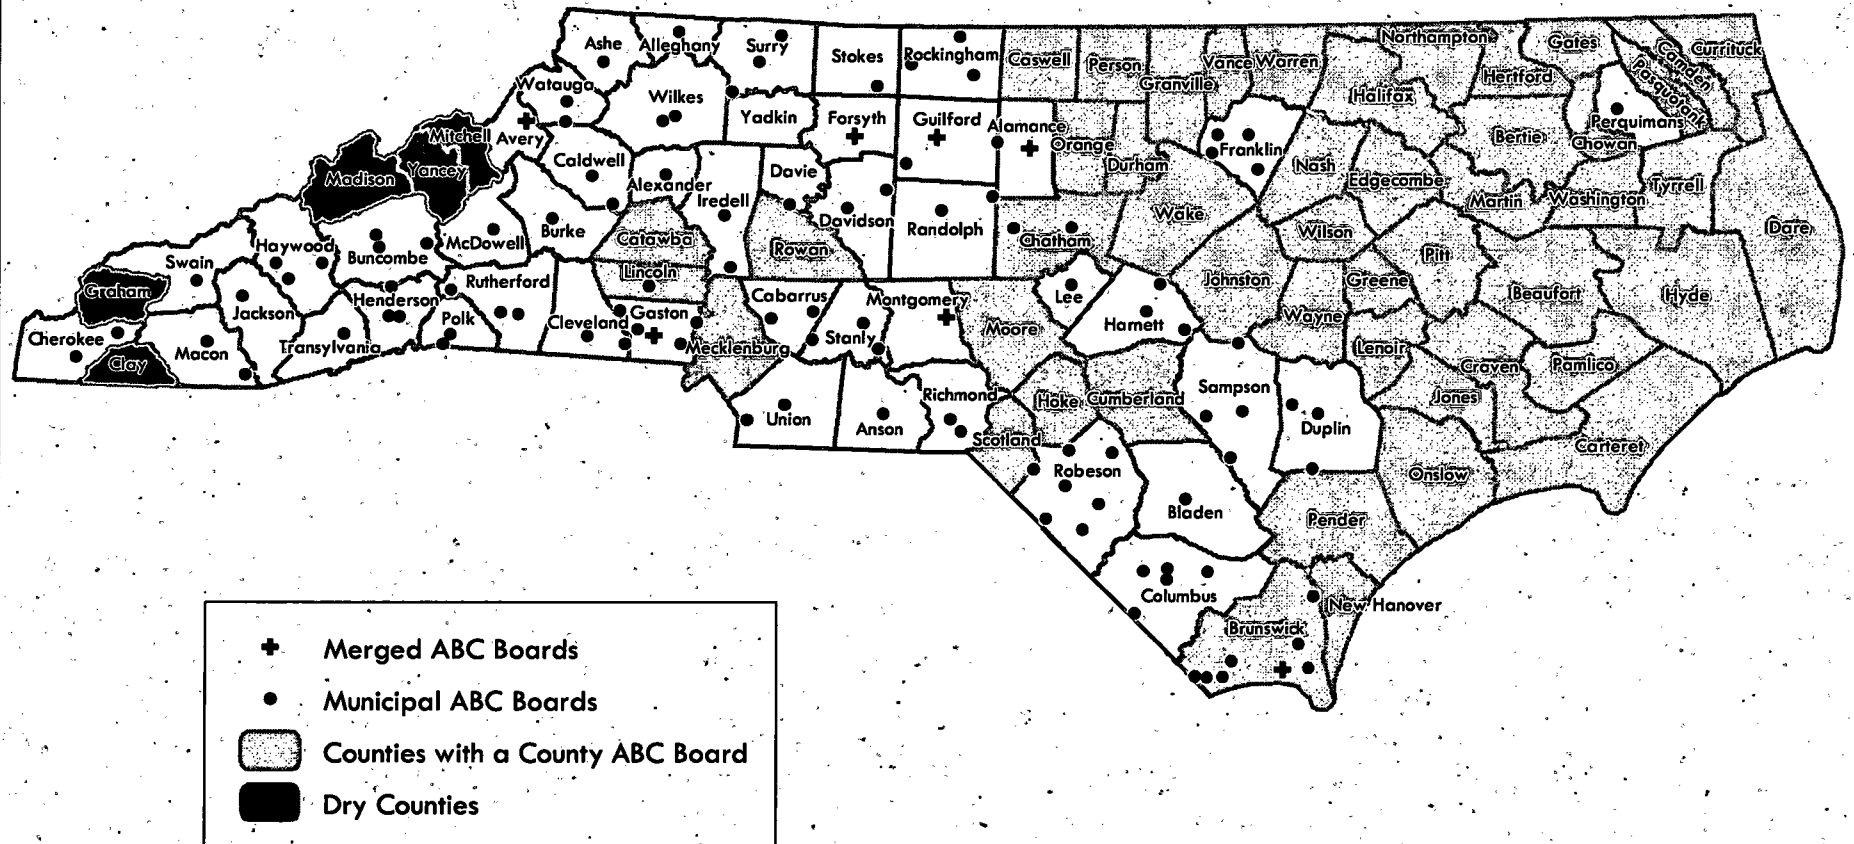 Ashe
Alleghany
Surry
Stokes
Rockingham
Caswell
Person
Granville
Vance
Warren
Northampton
Gates
Camden
Currituck
Hertford
Pasquotank
Halifax
Watauga
Wilkes
Yadkin
Forsyth
Guilford
Alamance
Orange
Durham
Franklin
Nash
Edgecombe
Bertie
Perquimans
Chowan
Mitchell
Avery
Caldwell
Alexander
Iredell
Davie
Davidson
Randolph
Chatham
Wake
Wilson
Martin
Washington
Tyrrell
Dare
Madison
Yancey
McDowell
Burke
Catawba
Rowan
Haywood
Buncombe
Swain
Lincoln
Johnston
Greene
Pitt
Beaufort
Hyde
Graham
Jackson
Henderson
Rutherford
Polk
Cleveland
Gaston
Cabarrus
Montgomery
Lee
Harnett
Wayne
Moore
Cherokee
Macon
Transylvania
Mecklenburg
Stanly
Lenoir
Craven
Pamlico
Clay
Union
Anson
Richmond
Hoke
Cumberland
Sampson
Duplin
Jones
Scotland
Robeson
Bladen
Onslow
Carteret
Pender
Columbus
New Hanover
Brunswick
Merged ABC Boards
Municipal ABC Boards
Counties with a County ABC Board
Dry Counties